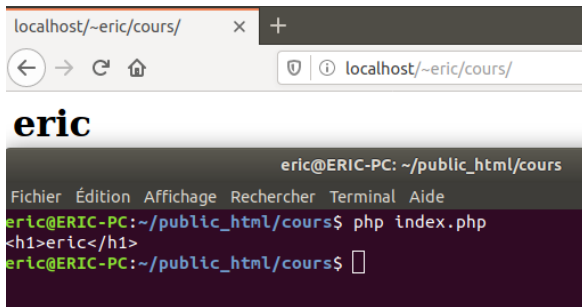 localhost/~eric/cours/
localhost/~eric/cours/
eric
eric@ERIC-PC: ~/public_html/cours
Fichier Édition Affichage Rechercher Terminal Aide
eric@ERIC-PC:~/public_html/cours$ php index.php
<h1>eric</h1>
eric@ERIC-PC:~/public_html/cours$